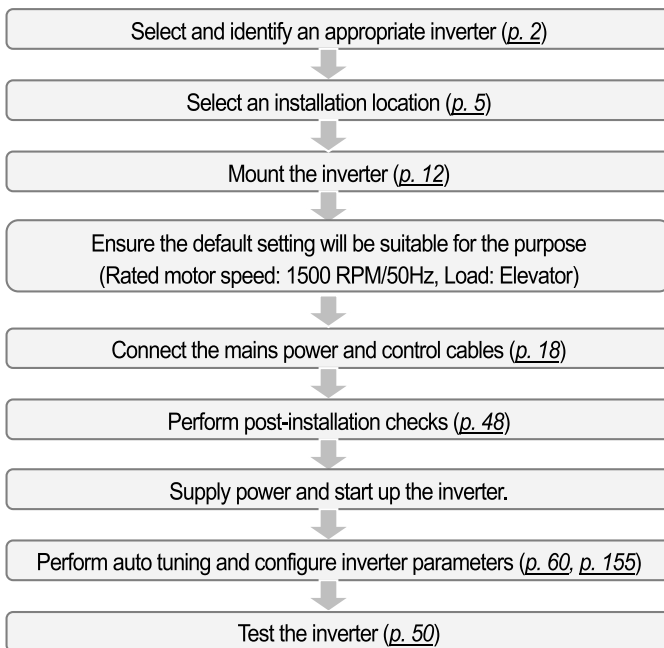 Select and identify an appropriate inverter (p. 2)
Select an installation location (p. 5)
Mount the inverter (p. 12)
Ensure the default setting will be suitable for the purpose
(Rated motor speed: 1500 RPM/50Hz, Load: Elevator)
Connect the mains power and control cables (p. 18)
Perform post-installation checks (p. 48)
Supply power and start up the inverter.
Perform auto tuning and configure inverter parameters (p. 60, p. 155)
Test the inverter (p. 50)